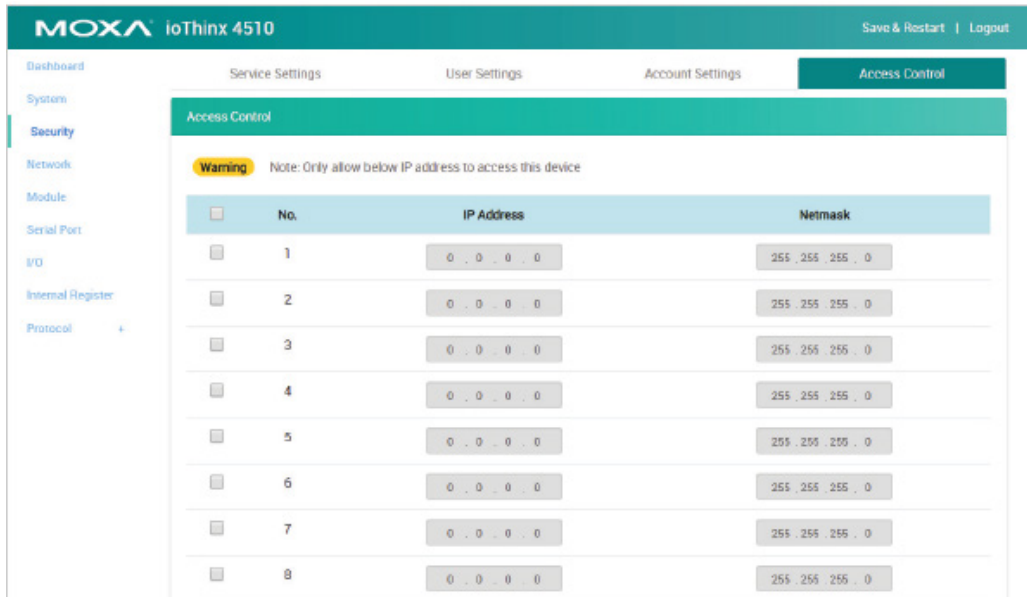 MOXA ioThinx 4510 Save & Restart | Logout
Dashboard
System
Security
Network
Module
Serial Port
I/O
Internal Register
Protocol +
Service Settings User Settings Account Settings Access Control
Access Control
Warning Note: Only allow below IP address to access this device
No. IP Address Netmask
1 0 . 0 . 0 . 0 255 . 255 . 255 . 0
2 0 . 0 . 0 . 0 255 . 255 . 255 . 0
3 0 . 0 . 0 . 0 255 . 255 . 255 . 0
4 0 . 0 . 0 . 0 255 . 255 . 255 . 0
5 0 . 0 . 0 . 0 255 . 255 . 255 . 0
6 0 . 0 . 0 . 0 255 . 255 . 255 . 0
7 0 . 0 . 0 . 0 255 . 255 . 255 . 0
8 0 . 0 . 0 . 0 255 . 255 . 255 . 0